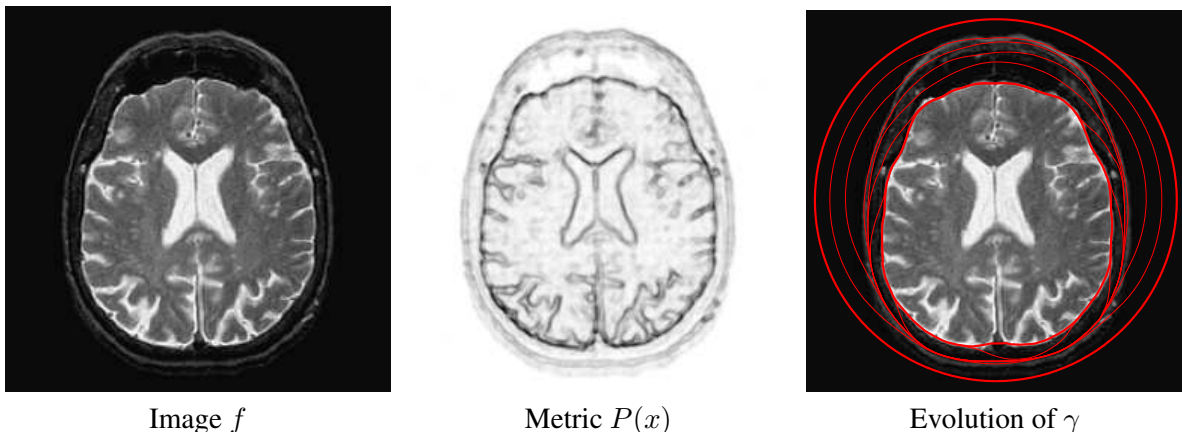 Image f
Metric P(x)
Evolution of γ